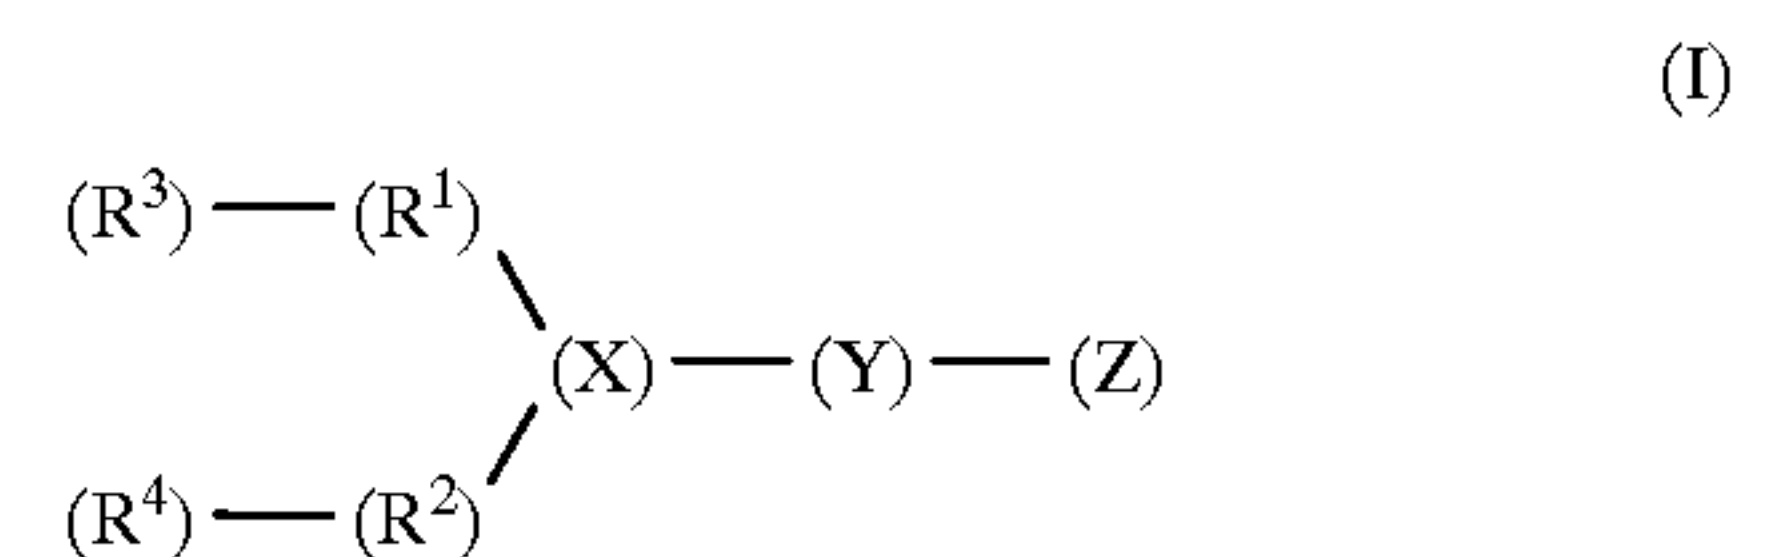 (I)
(R³) — (R¹)
(X) — (Y) — (Z)
(R⁴) — (R²)